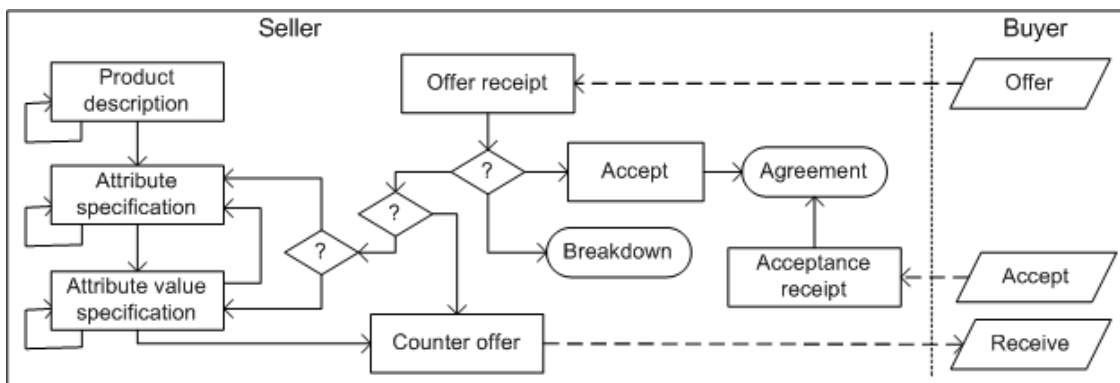 Seller
Buyer
Product
description
Offer receipt
Offer
Attribute
specification
?
Accept
Agreement
?
?
Breakdown
Attribute value
specification
Acceptance
receipt
Accept
Counter offer
Receive